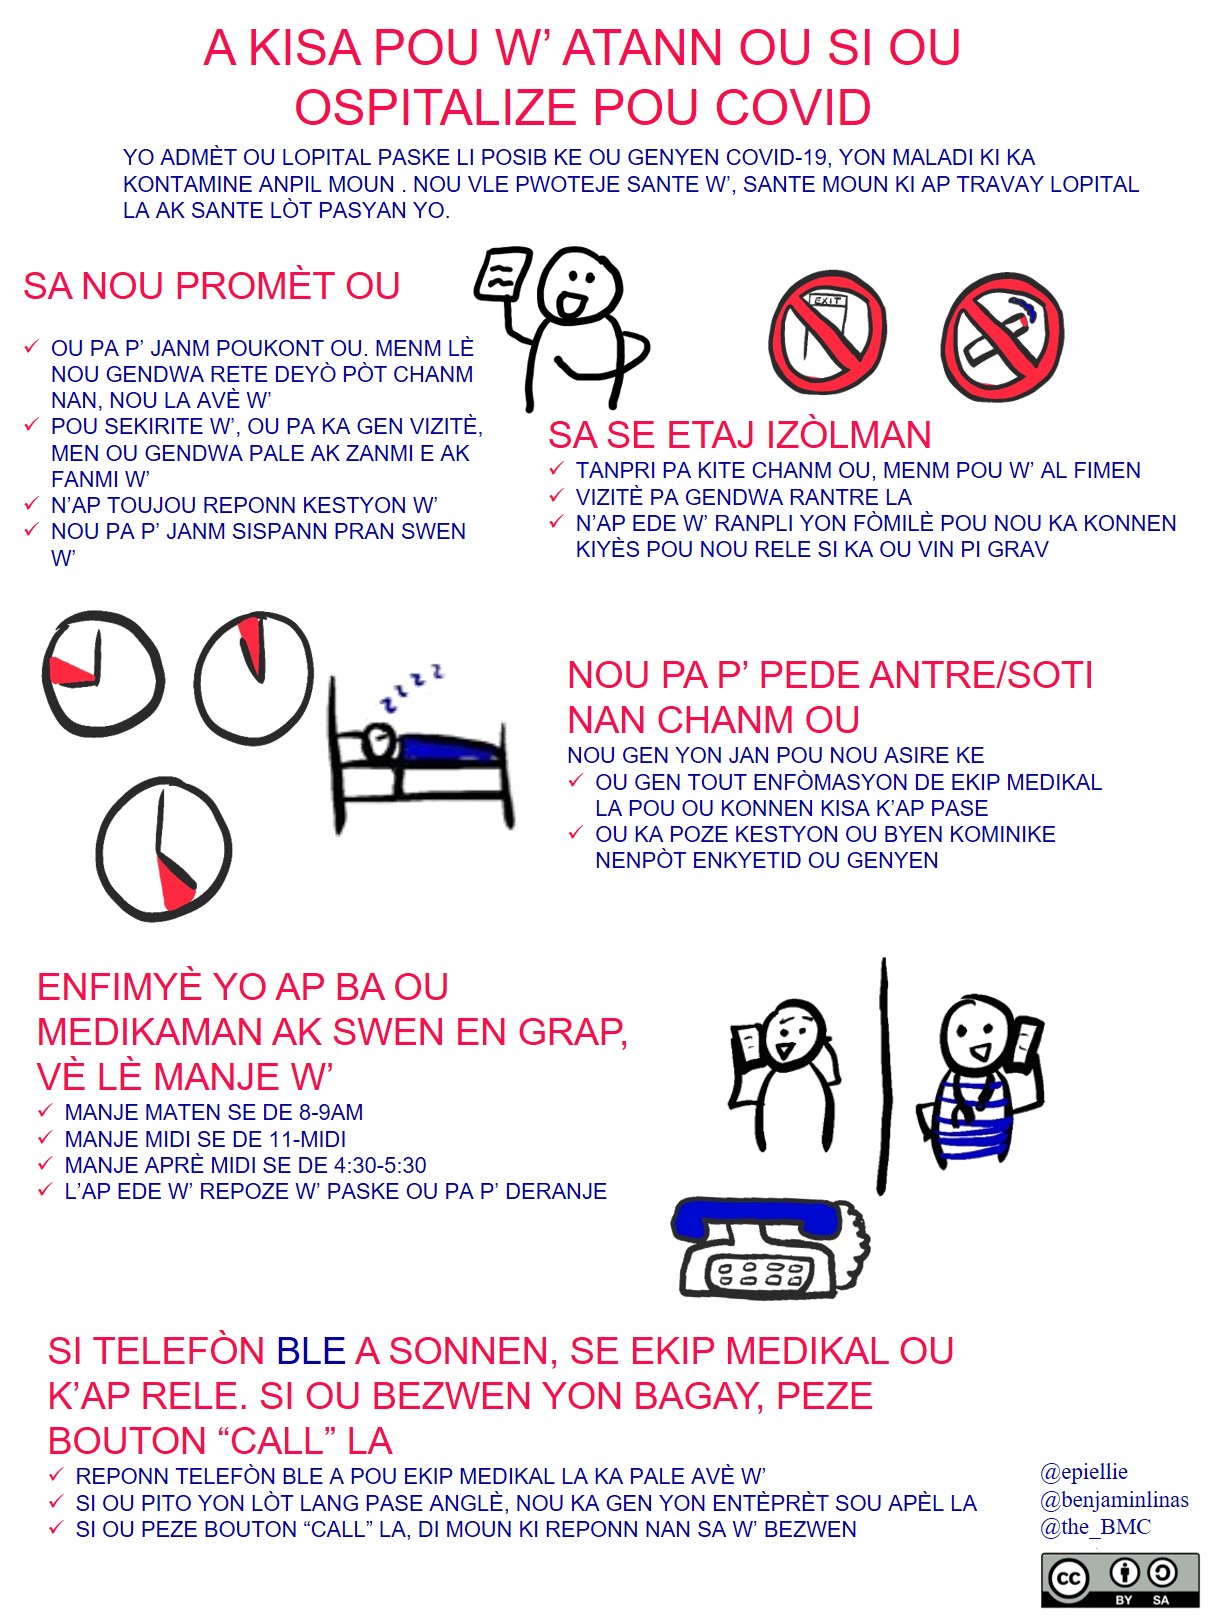 A KISA POU W' ATANN OU SI OU
OSPITALIZE POU COVID
YO ADMÈT OU LOPITAL PASKE LI POSIB KE OU GENYEN COVID-19, YON MALADI KI KA
KONTAMINE ANPIL MOUN . NOU VLE PWOTEJE SANTE W', SANTE MOUN KI AP TRAVAY LOPITAL
LA AK SANTE LÒT PASYAN YO.
SA NOU PROMÈT OU
✓ OU PA P' JANM POUKONT OU. MENM LÈ
NOU GENDWA RETE DEYÒ PÒT CHANM
NAN, NOU LA AVÈ W'
✓ POU SEKIRITE W', OU PA KA GEN VIZITÈ,
MEN OU GENDWA PALE AK ZANMI E AK
FANMI W'
✓ N'AP TOUJOU REPONN KESTYON W'
✓ NOU PA P' JANM SISPANN PRAN SWEN
W'
EXIT
SA SE ETAJ IZÒLMAN
✓ TANPRI PA KITE CHANM OU, MENM POU W' AL FIMEN
✓ VIZITÈ PA GENDWA RANTRE LA
✓ N'AP EDE W' RANPLI YON FÒMILÈ POU NOU KA KONNEN
KIYÈS POU NOU RELE SI KA OU VIN PI GRAV
z z z z
NOU PA P' PEDE ANTRE/SOTI
NAN CHANM OU
NOU GEN YON JAN POU NOU ASIRE KE
✓ OU GEN TOUT ENFÒMASYON DE EKIP MEDIKAL
LA POU OU KONNEN KISA K'AP PASE
✓ OU KA POZE KESTYON OU BYEN KOMINIKE
NENPÒT ENKYETID OU GENYEN
ENFIMYÈ YO AP BA OU
MEDIKAMAN AK SWEN EN GRAP,
VÈ LÈ MANJE W'
✓ MANJE MATEN SE DE 8-9AM
✓ MANJE MIDI SE DE 11-MIDI
✓ MANJE APRÈ MIDI SE DE 4:30-5:30
✓ L'AP EDE W' REPOZE W' PASKE OU PA P' DERANJE
SI TELEFÒN BLE A SONNEN, SE EKIP MEDIKAL OU
K'AP RELE. SI OU BEZWEN YON BAGAY, PEZE
BOUTON “CALL” LA
✓ REPONN TELEFÒN BLE A POU EKIP MEDIKAL LA KA PALE AVÈ W'
✓ SI OU PITO YON LÒT LANG PASE ANGLÈ, NOU KA GEN YON ENTÈPRÈT SOU APÈL LA
✓ SI OU PEZE BOUTON “CALL” LA, DI MOUN KI REPONN NAN SA W' BEZWEN
@epiellie
@benjaminlinas
@the_BMC
cc BY SA